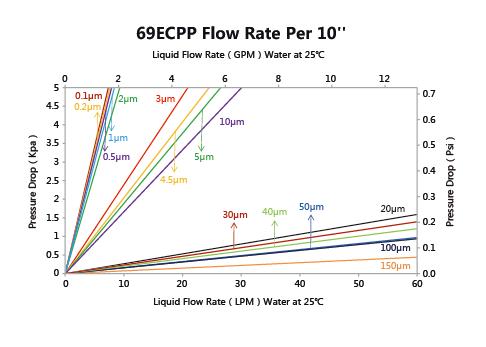 69ECPP Flow Rate Per 10''
Liquid Flow Rate ( GPM ) Water at 25℃
0 2 4 6 8 10 12
5 0.1μm 2μm 3μm 0.7
4.5 0.2μm 0.6
4 10μm
3.5 1μm 0.5
3 0.5μm 5μm
2.5 4.5μm 0.4
2 0.3
1.5 30μm 40μm 50μm 20μm 0.2
1
0.5 100μm 0.1
0 150μm 0.0
0 10 20 30 40 50 60
Pressure Drop ( Kpa )
Pressure Drop ( Psi )
Liquid Flow Rate ( LPM ) Water at 25℃